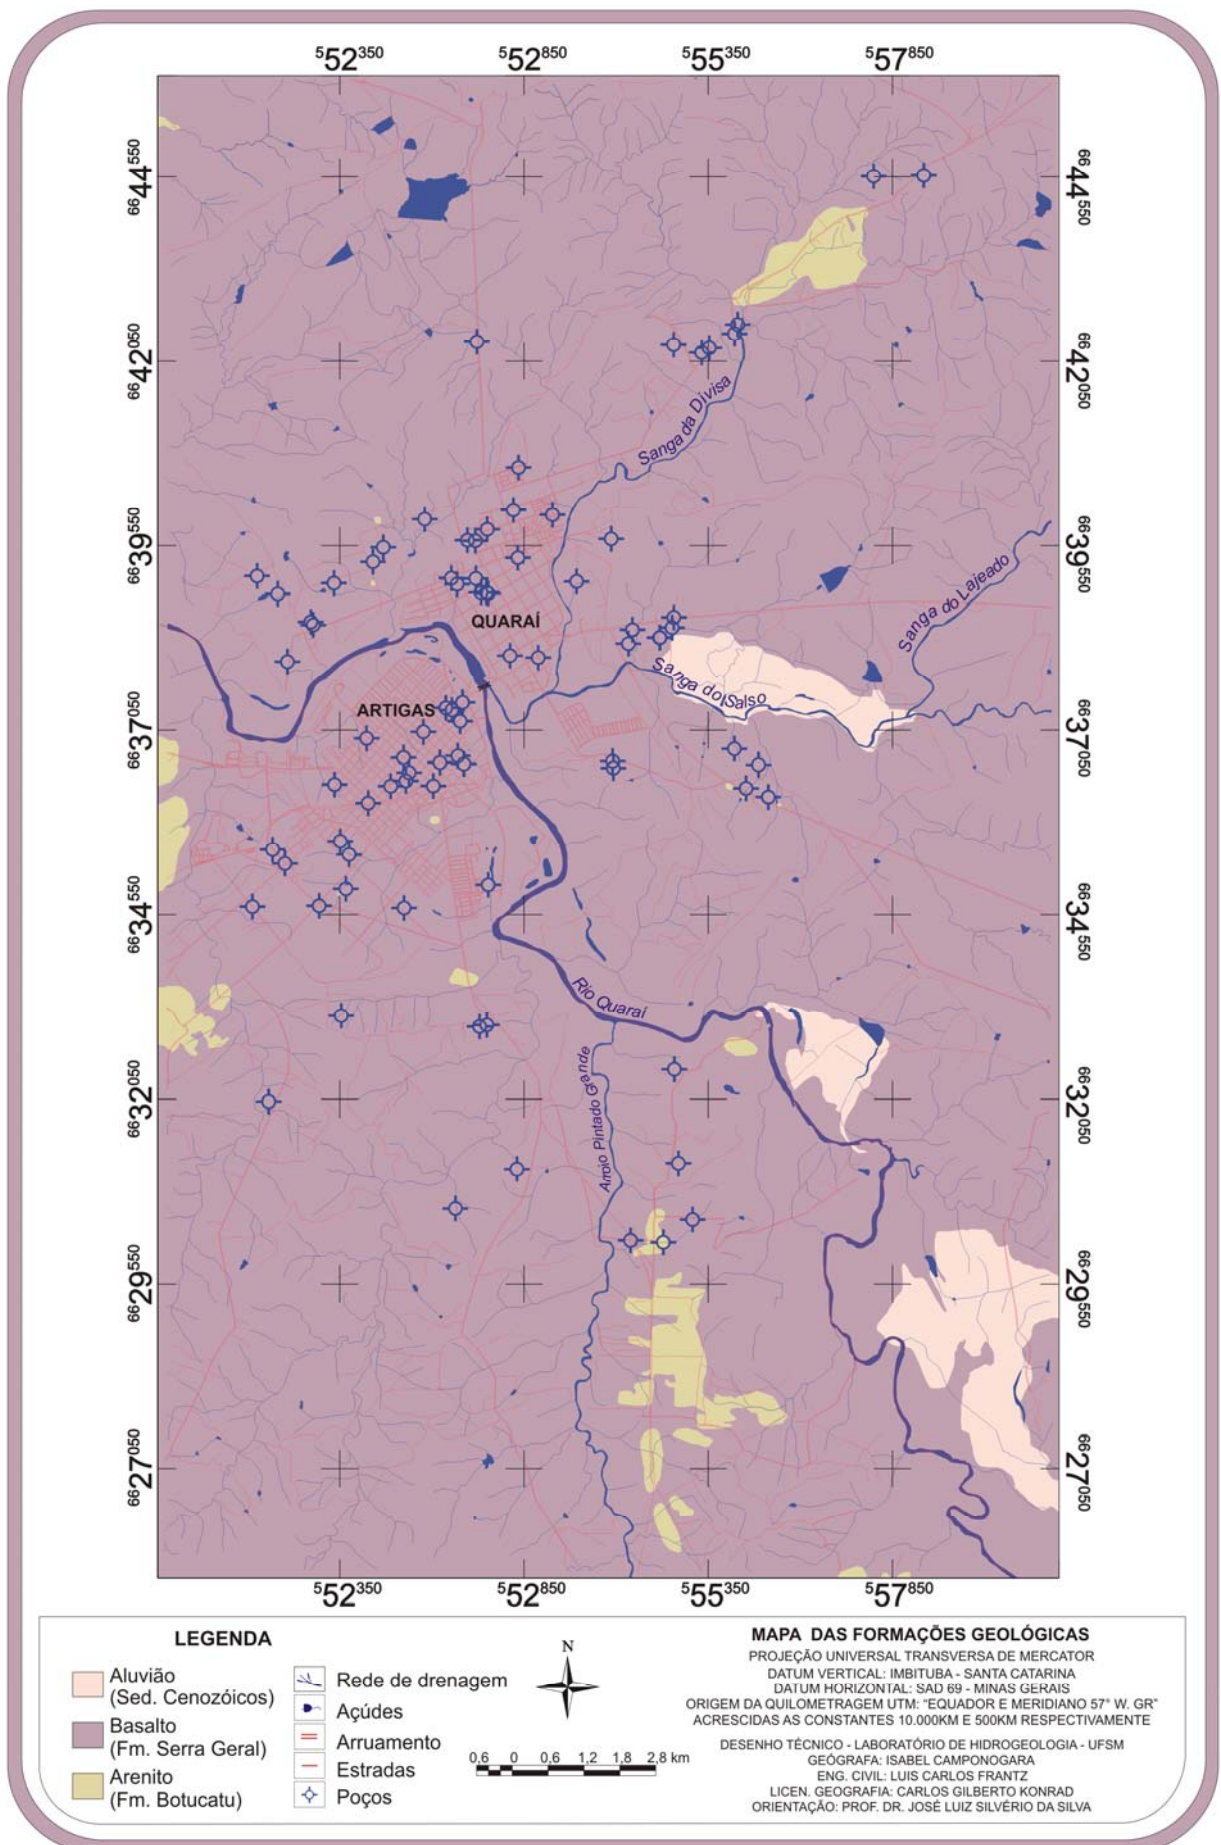 552350 552850 555350 557850
6644550 6644550
6642050 6642050
Sanga da Divisa
6639550 6639550
Sanga do Lajeado
QUARAÍ
Sanga do Salso
ARTIGAS
6637050 6637050
6634550 6634550
Rio Quaraí
Arroio Pintado Grande
6632050 6632050
6629550 6629550
6627050 6627050
552350 552850 555350 557850
LEGENDA
Aluvião
(Sed. Cenozóicos)
Basalto
(Fm. Serra Geral)
Arenito
(Fm. Botucatu)
Rede de drenagem
Açúdes
Arruamento
Estradas
Poços
N
0,6 0 0,6 1,2 1,8 2,8 km
MAPA DAS FORMAÇÕES GEOLÓGICAS
PROJEÇÃO UNIVERSAL TRANSVERSA DE MERCATOR
DATUM VERTICAL: IMBITUBA - SANTA CATARINA
DATUM HORIZONTAL: SAD 69 - MINAS GERAIS
ORIGEM DA QUILOMETRAGEM UTM: "EQUADOR E MERIDIANO 57° W. GR"
ACRESCIDAS AS CONSTANTES 10.000KM E 500KM RESPECTIVAMENTE
DESENHO TÉCNICO - LABORATÓRIO DE HIDROGEOLOGIA - UFSM
GEÓGRAFA: ISABEL CAMPONOGARA
ENG. CIVIL: LUIS CARLOS FRANTZ
LICEN. GEOGRAFIA: CARLOS GILBERTO KONRAD
ORIENTAÇÃO: PROF. DR. JOSÉ LUIZ SILVÉRIO DA SILVA